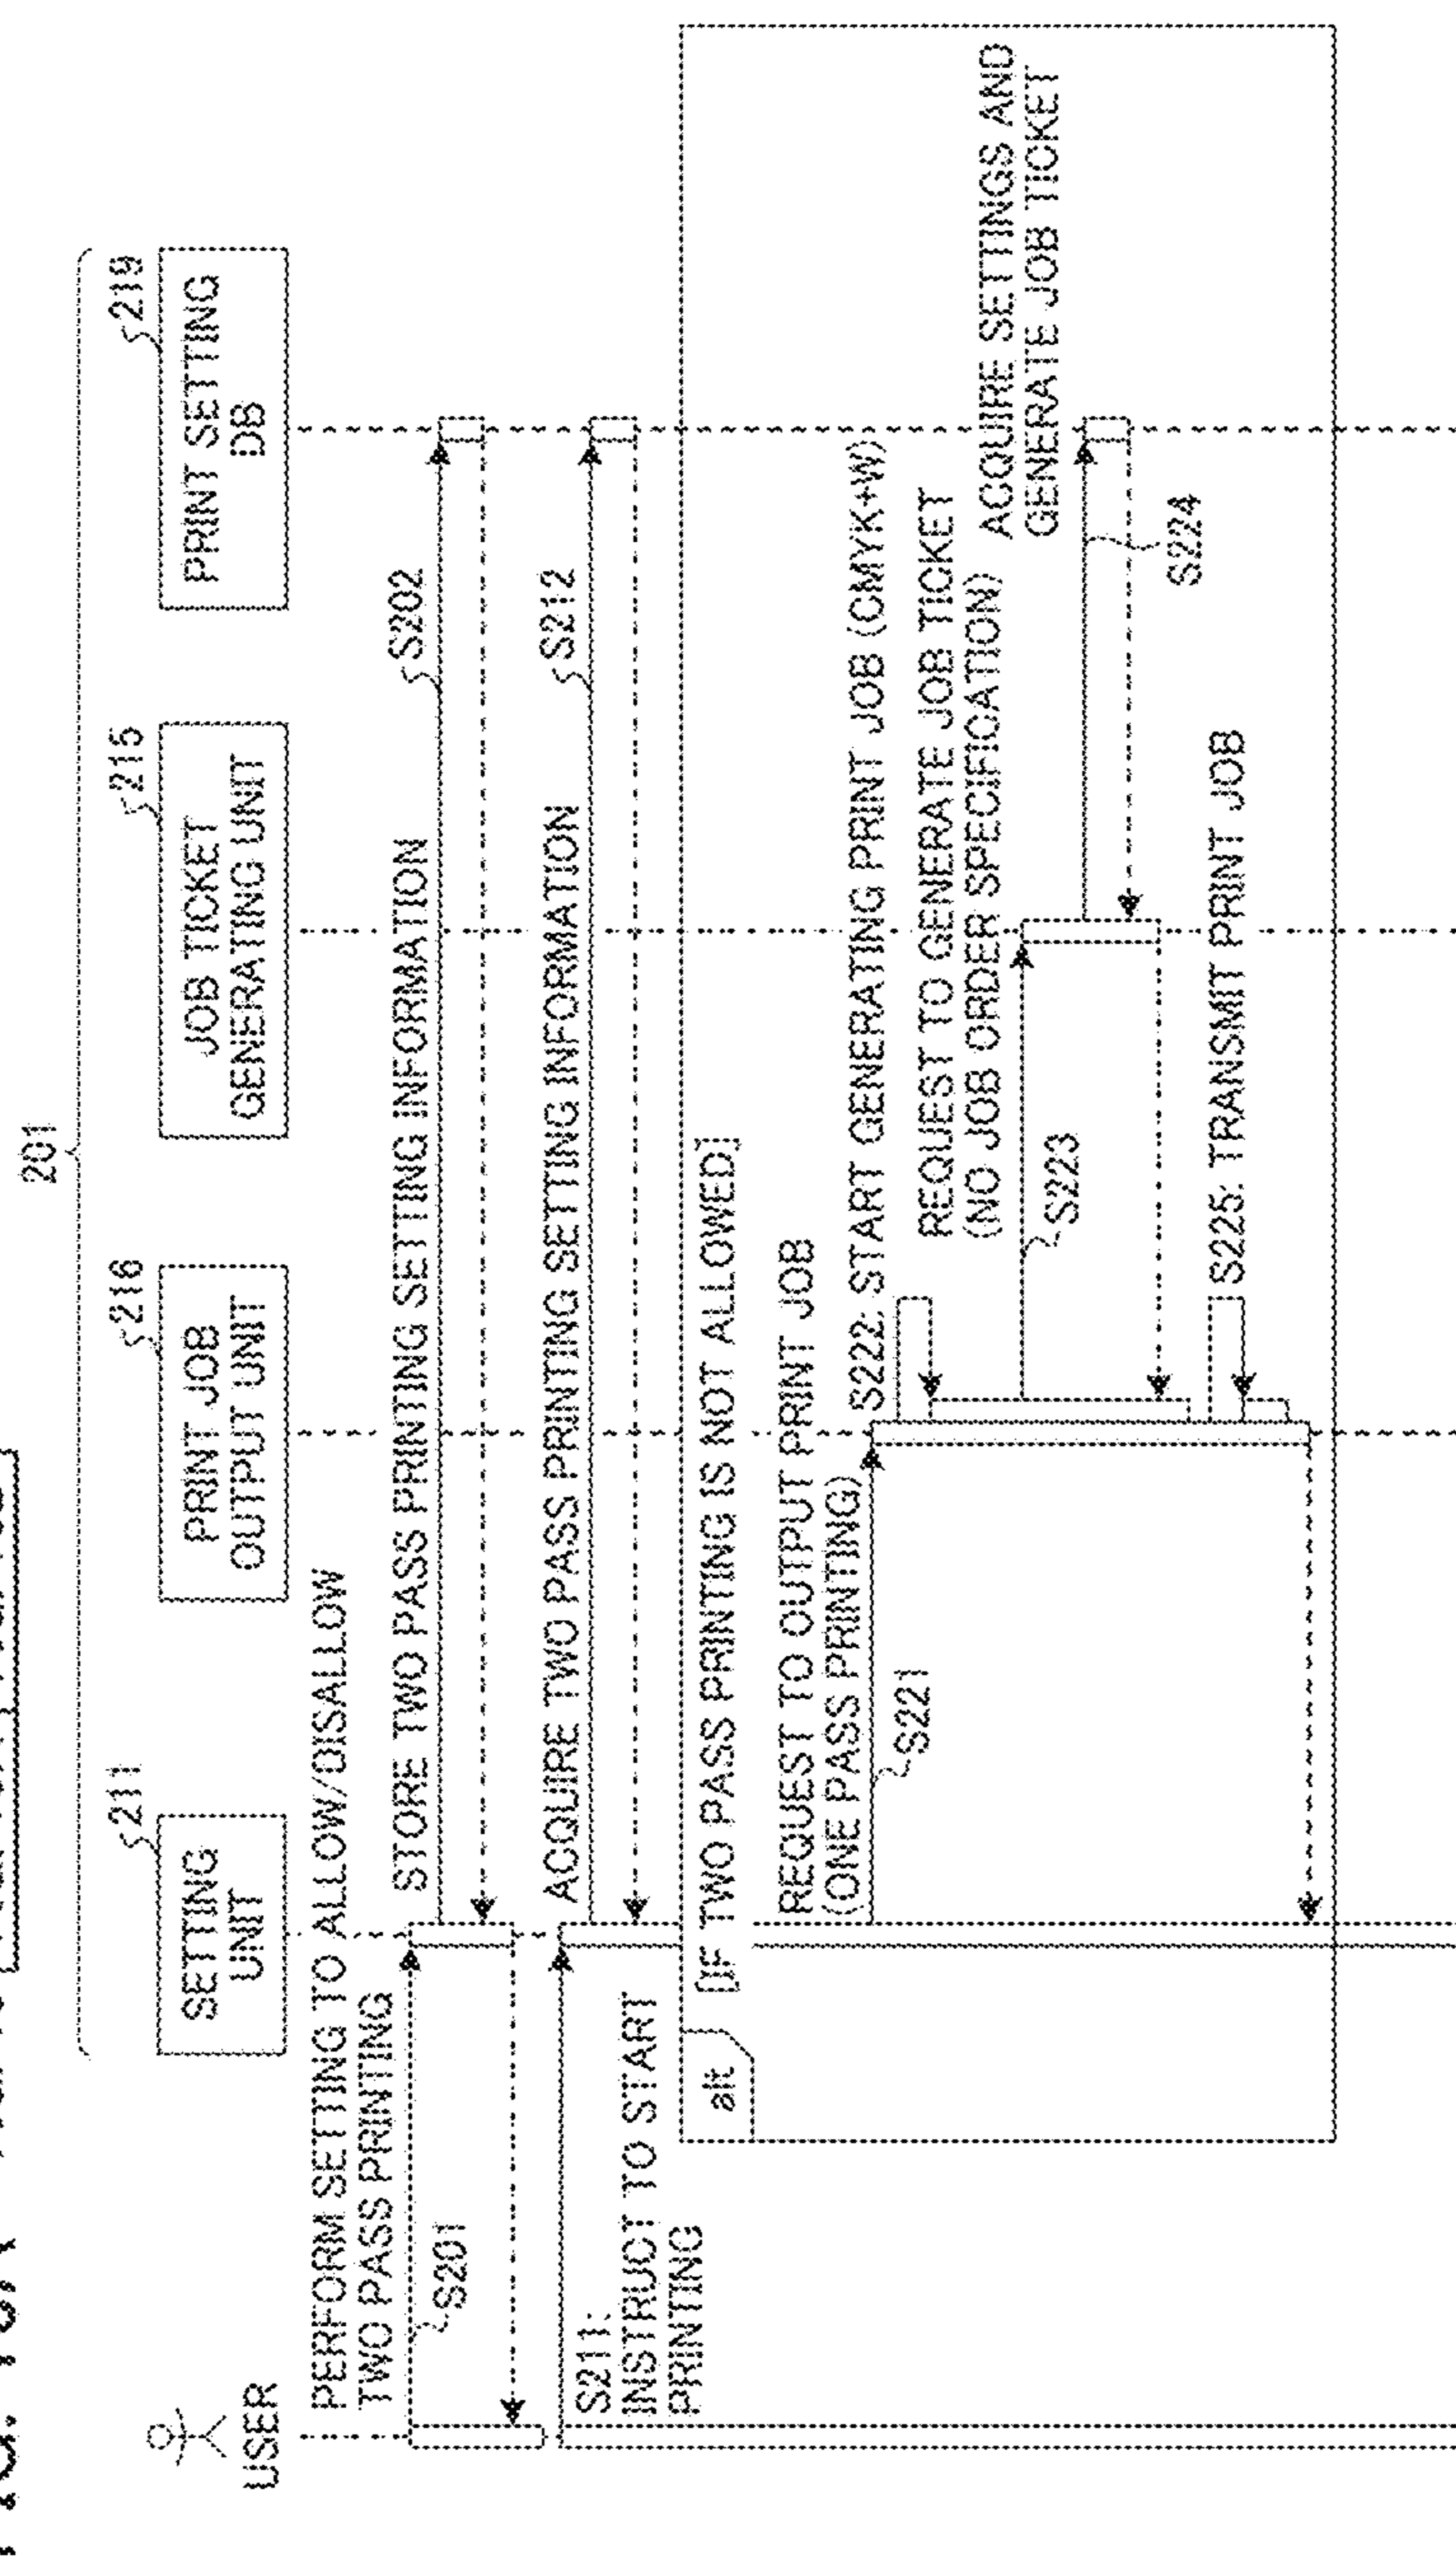 201
USER
SETTING
UNIT
211
PRINT JOB
OUTPUT UNIT
216
JOB TICKET
GENERATING UNIT
215
PRINT SETTING
DB
219
PERFORM SETTING TO ALLOW/DISALLOW
TWO PASS PRINTING
S201
STORE TWO PASS PRINTING SETTING INFORMATION
S202
S211:
INSTRUCT TO START
PRINTING
ACQUIRE TWO PASS PRINTING SETTING INFORMATION
S212
alt
[IF TWO PASS PRINTING IS NOT ALLOWED]
REQUEST TO OUTPUT PRINT JOB
(ONE PASS PRINTING)
S221
S222: START GENERATING PRINT JOB (CMYK+W)
REQUEST TO GENERATE JOB TICKET
(NO JOB ORDER SPECIFICATION)
S223
ACQUIRE SETTINGS AND
GENERATE JOB TICKET
S224
S225: TRANSMIT PRINT JOB